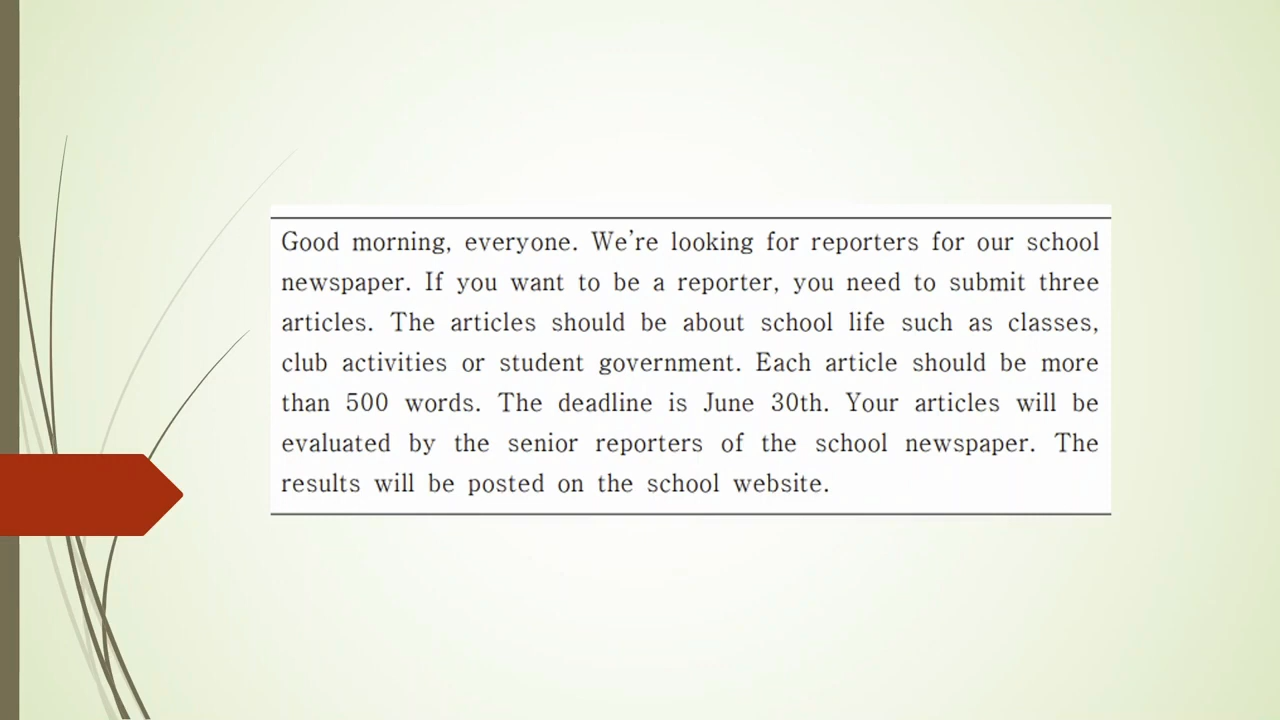 Good morning, everyone. We're looking for reporters for our school
newspaper. If you want to be a reporter, you need to submit three
articles. The articles should be about school life such as classes,
club activities or student government. Each article should be more
than 500 words. The deadline is June 30th. Your articles will be
evaluated by the senior reporters of the school newspaper. The
results will be posted on the school website.